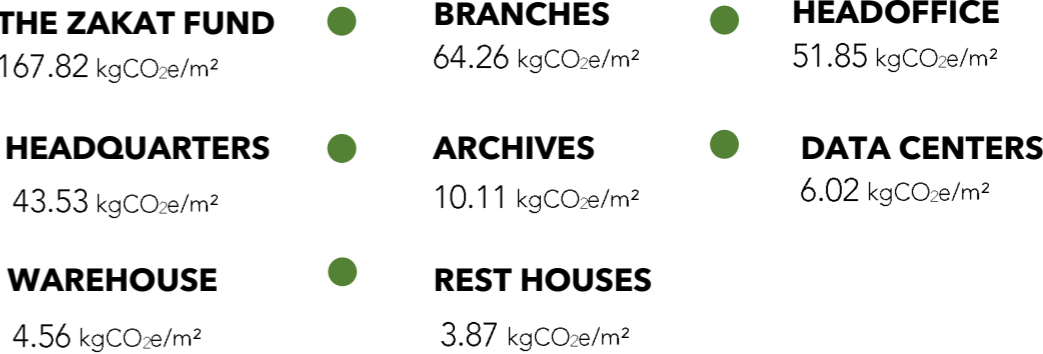 THE ZAKAT FUND
167.82 kgCO₂e/m²
BRANCHES
64.26 kgCO₂e/m²
HEADOFFICE
51.85 kgCO₂e/m²
HEADQUARTERS
43.53 kgCO₂e/m²
ARCHIVES
10.11 kgCO₂e/m²
DATA CENTERS
6.02 kgCO₂e/m²
WAREHOUSE
4.56 kgCO₂e/m²
REST HOUSES
3.87 kgCO₂e/m²